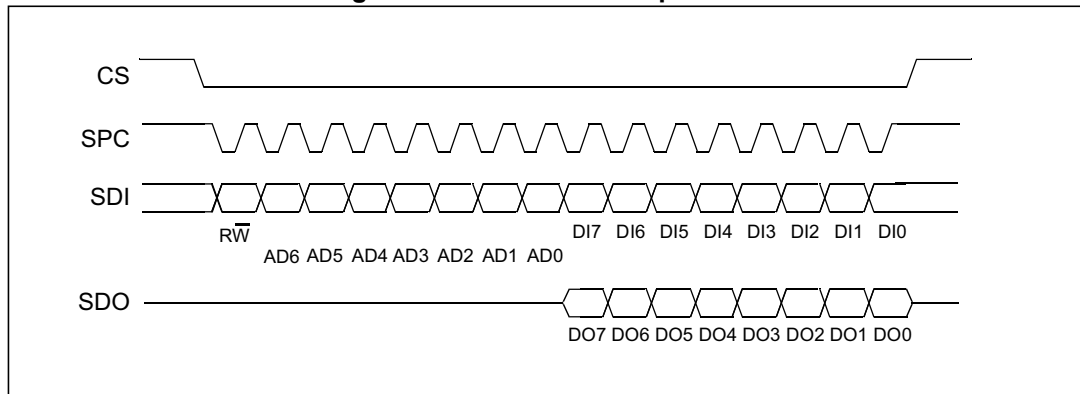 CS
SPC
SDI
RW̅
DI7 DI6 DI5 DI4 DI3 DI2 DI1 DI0
AD6 AD5 AD4 AD3 AD2 AD1 AD0
SDO
DO7 DO6 DO5 DO4 DO3 DO2 DO1 DO0